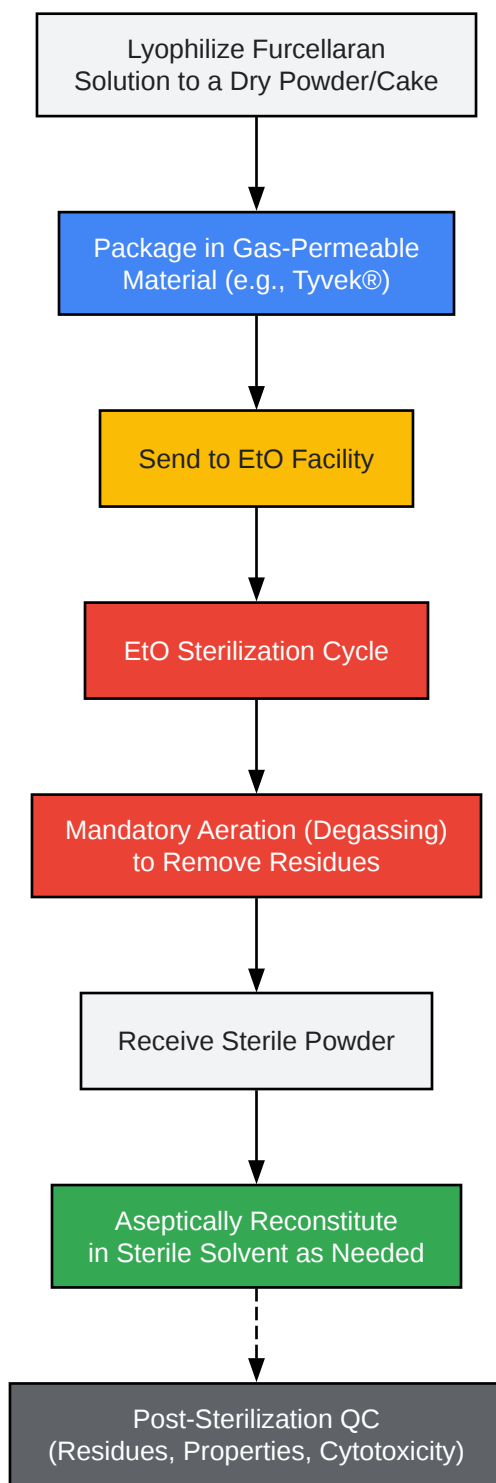 Lyophilize Furcellaran
Solution to a Dry Powder/Cake
Package in Gas-Permeable
Material (e.g., Tyvek®)
Send to EtO Facility
EtO Sterilization Cycle
Mandatory Aeration (Degassing)
to Remove Residues
Receive Sterile Powder
Aseptically Reconstitute
in Sterile Solvent as Needed
Post-Sterilization QC
(Residues, Properties, Cytotoxicity)